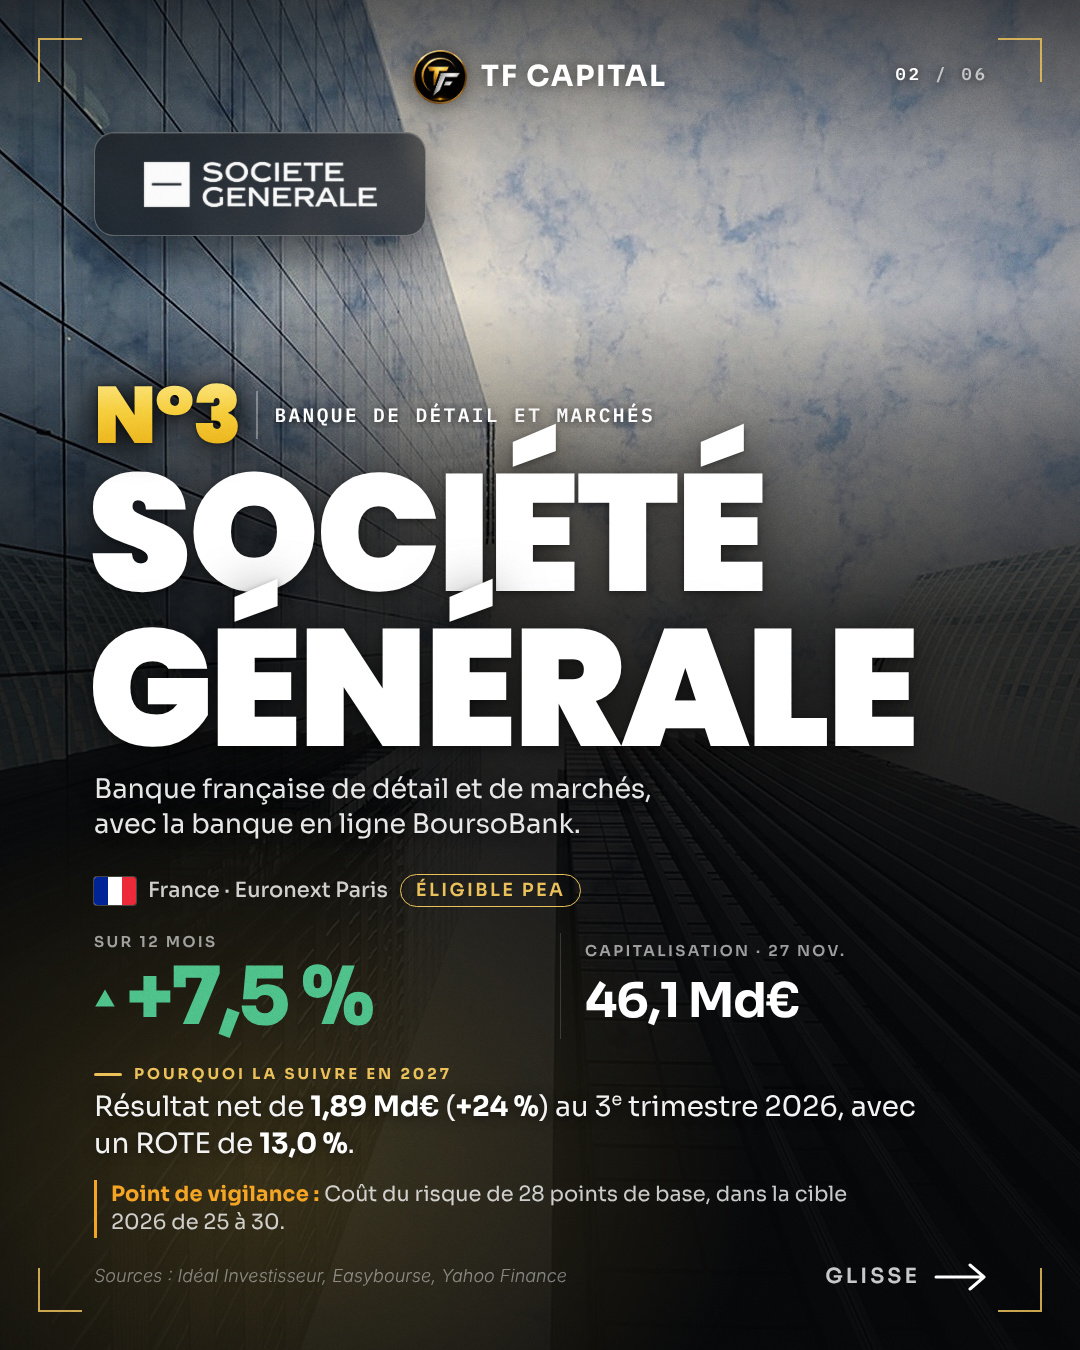 TF CAPITAL
02 / 06
SOCIETE
GENERALE
Nº3
BANQUE DE DÉTAIL ET MARCHÉS
SOCIÉTÉ
GÉNÉRALE
Banque française de détail et de marchés,
avec la banque en ligne BoursoBank.
France · Euronext Paris
ÉLIGIBLE PEA
SUR 12 MOIS
▲ +7,5 %
CAPITALISATION · 27 NOV.
46,1 Md€
POURQUOI LA SUIVRE EN 2027
Résultat net de 1,89 Md€ (+24 %) au 3e trimestre 2026, avec
un ROTE de 13,0 %.
Point de vigilance : Coût du risque de 28 points de base, dans la cible
2026 de 25 à 30.
Sources : Idéal Investisseur, Easybourse, Yahoo Finance
GLISSE →